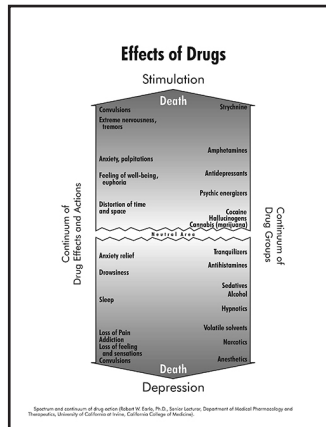 Effects of Drugs
Stimulation
Death
Convulsions
Strychnine
Extreme nervousness,
tremors
Amphetamines
Anxiety, palpitations
Antidepressants
Feeling of well-being,
euphoria
Psychic energizers
Distortion of time
and space
Cocaine
Hallucinogens
Cannabis (marijuana)
Neutral Area
Continuum of
Drug Effects and Actions
Continuum of
Drug Groups
Tranquilizers
Anxiety relief
Antihistamines
Drowsiness
Sedatives
Alcohol
Sleep
Hypnotics
Volatile solvents
Loss of Pain
Addiction
Narcotics
Loss of feeling
and sensations
Convulsions
Anesthetics
Death
Depression
Spectrum and continuum of drug action (Robert W. Earle, Ph.D., Senior Lecturer, Department of Medical Pharmacology and
Therapeutics, University of California at Irvine, California College of Medicine).